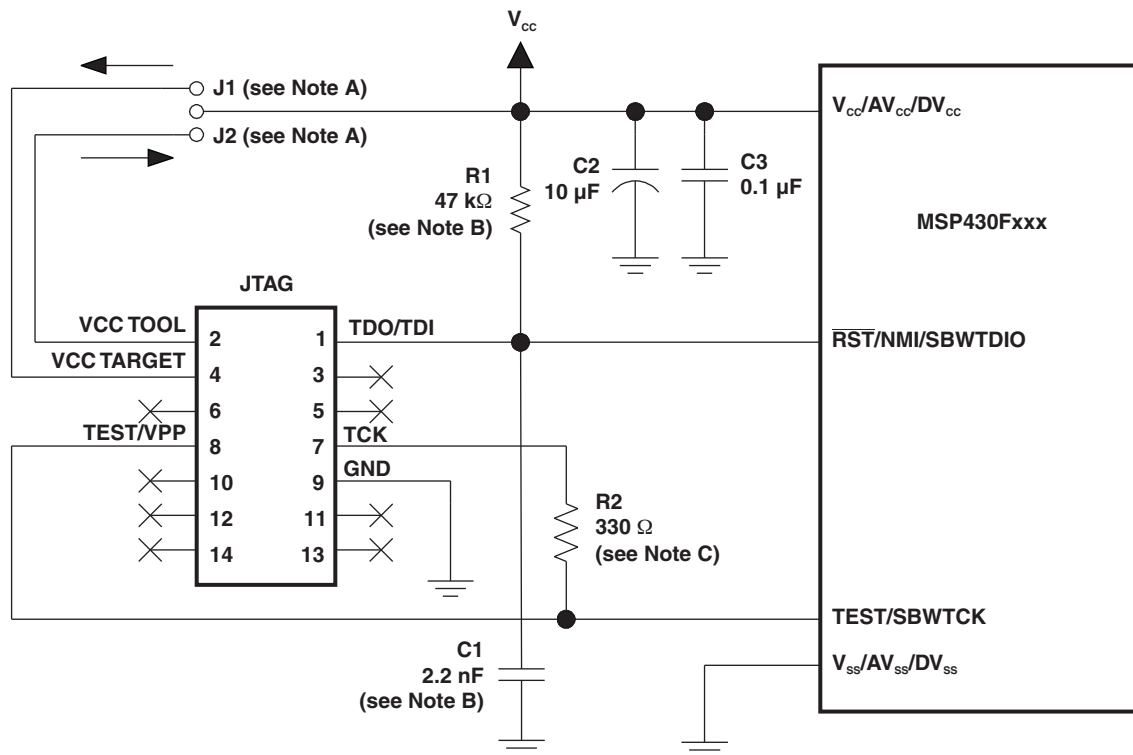 Vcc
J1 (see Note A)
J2 (see Note A)
VCC/AVCC/DVCC
R1
47 kΩ
(see Note B)
C2
10 µF
C3
0.1 µF
MSP430Fxxx
JTAG
VCC TOOL
VCC TARGET
TEST/VPP
2
4
6
8
10
12
14
1
3
5
7
9
11
13
TDO/TDI
TCK
GND
RST/NMI/SBWTDIO
R2
330 Ω
(see Note C)
TEST/SBWTCK
C1
2.2 nF
(see Note B)
VSS/AVSS/DVSS